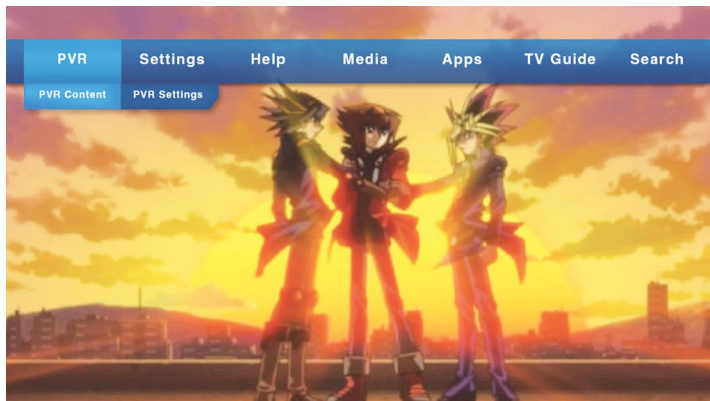 PVR Settings Help Media Apps TV Guide Search
PVR Content PVR Settings